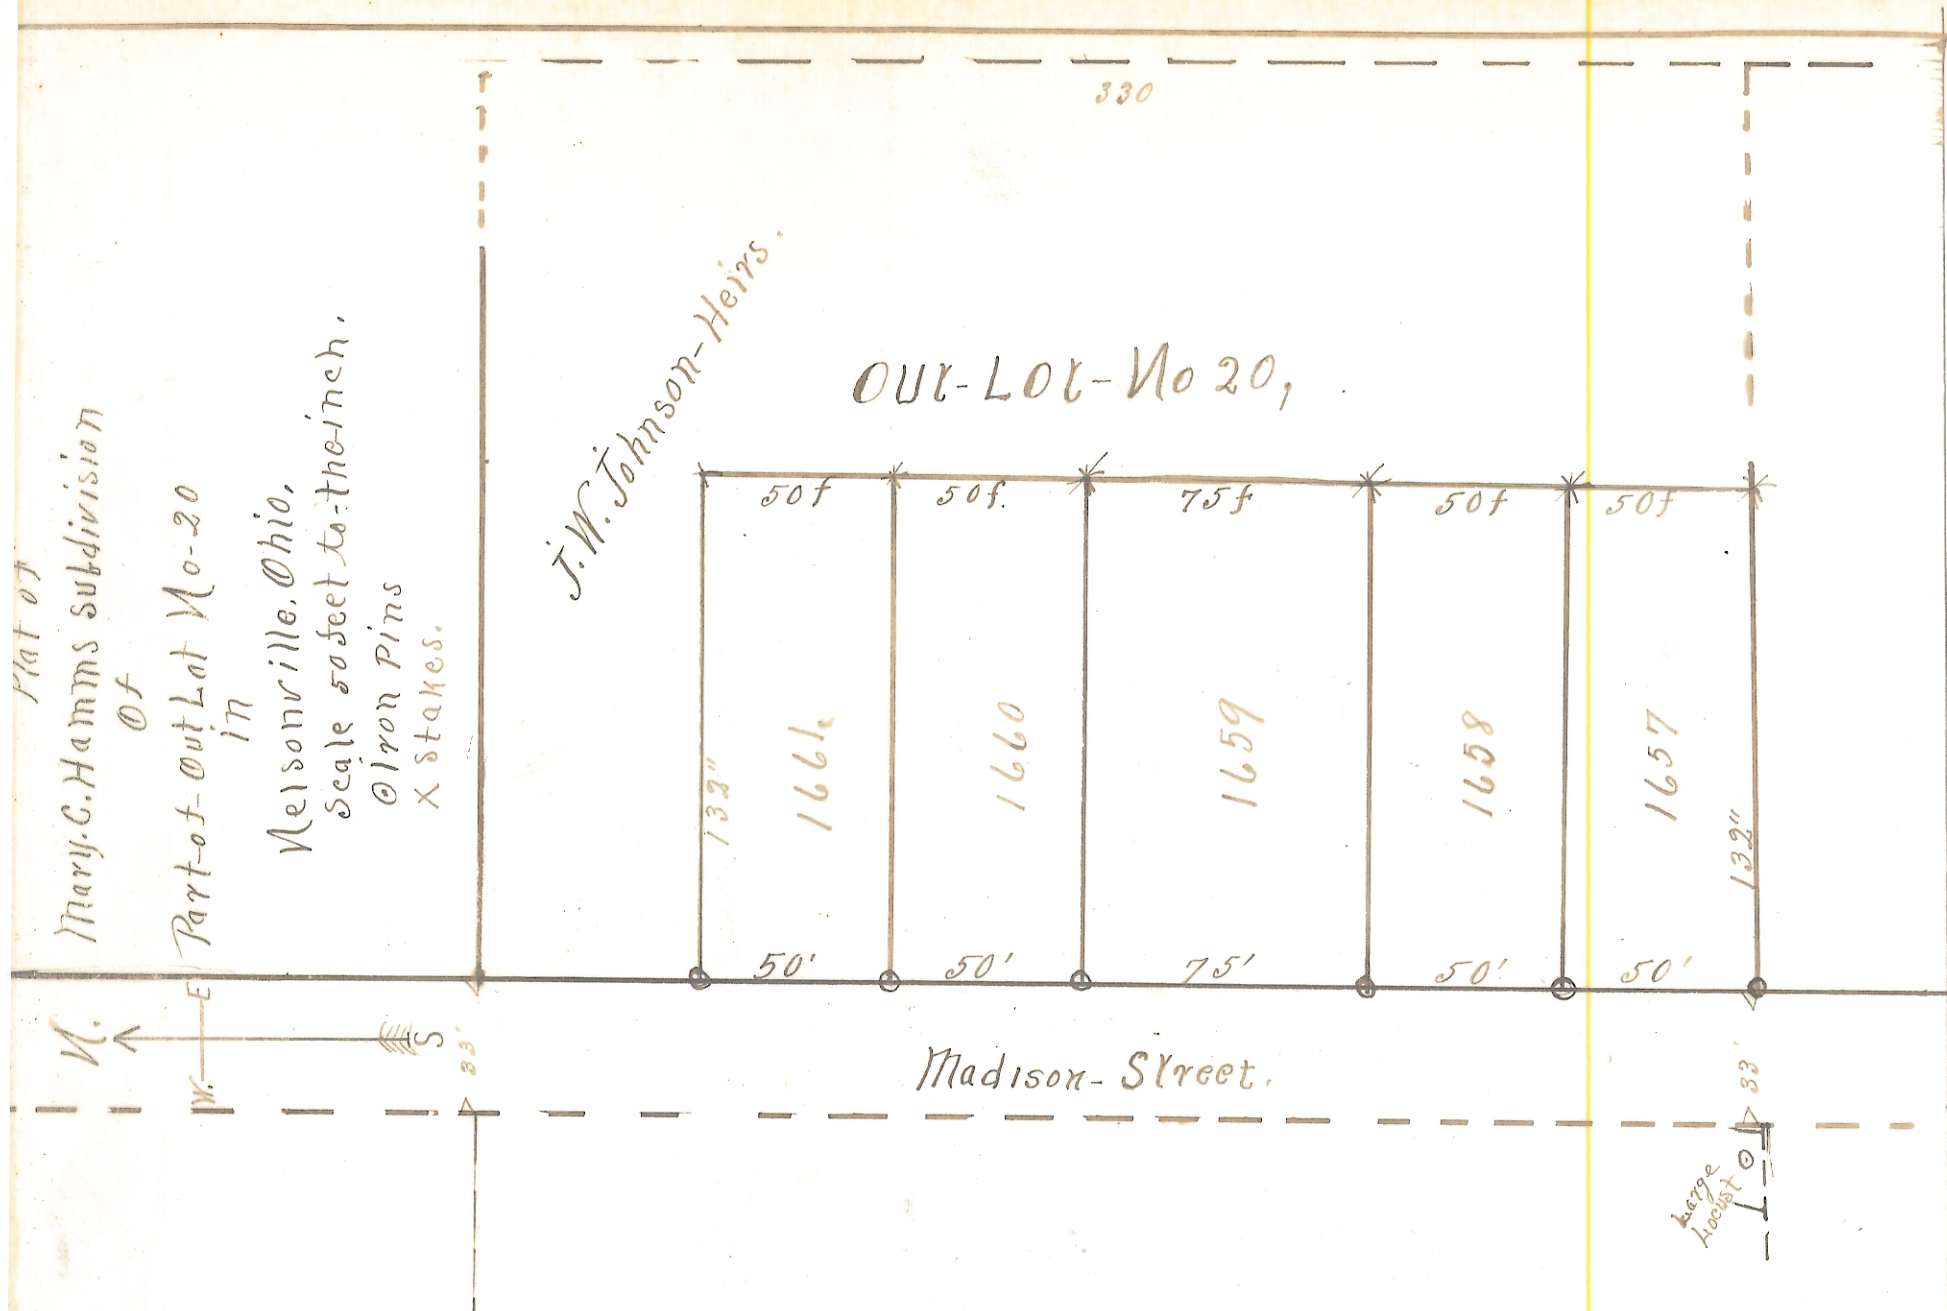 Plat of
Mary.C.Hamms Subdivision
Of
Part-of-Out Lot No-20
in
Nelsonville, Ohio,
Scale 50 feet to-the-inch.
O Iron Pins
X Stakes.
330
J.W. Johnson-Heirs.
Out-Lot-No 20,
50f
50f.
75f
50f
50f
132"
1661
1660
1659
1658
1657
132"
50'
50'
75'
50'
50'
N.
E
W.
S
33'
Madison-Street.
33'
Large
Locust